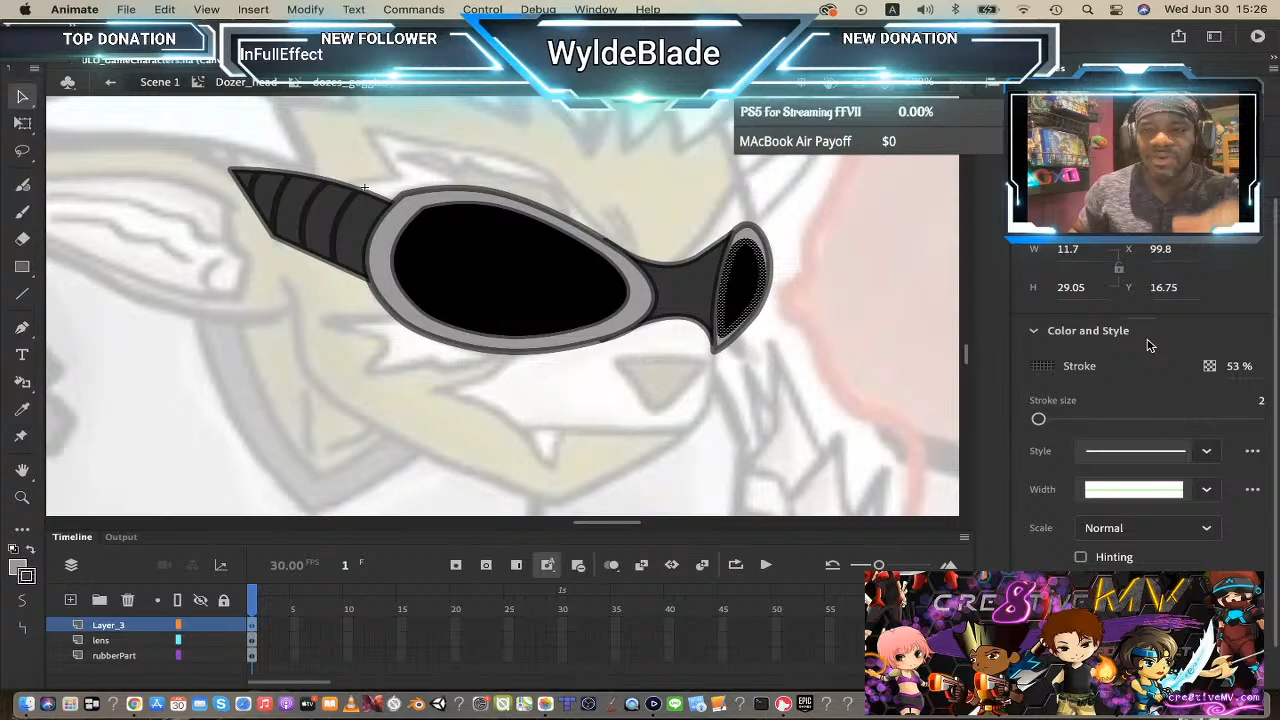 Animate File Edit View Insert Modify Text Commands Control Debug Window Help
Wed Jun 30 15:26
TOP DONATION
NEW FOLLOWER
InFullEffect
WyldeBlade
NEW DONATION
Scene 1 Dozer_head
PS5 For Streaming FFVII 0.00%
MAcBook Air Payoff $0
W 11.7 X 99.8
H 29.05 Y 16.75
Color and Style
Stroke 53 %
Stroke size 2
Style
Width
Scale Normal
Hinting
Timeline Output
30.00 FPS 1 F
1s
5 10 15 20 25 30 35 40 45 50 55
Layer_3
lens
rubberPart
CRE8TIVEMV
cre8tiveMV.com